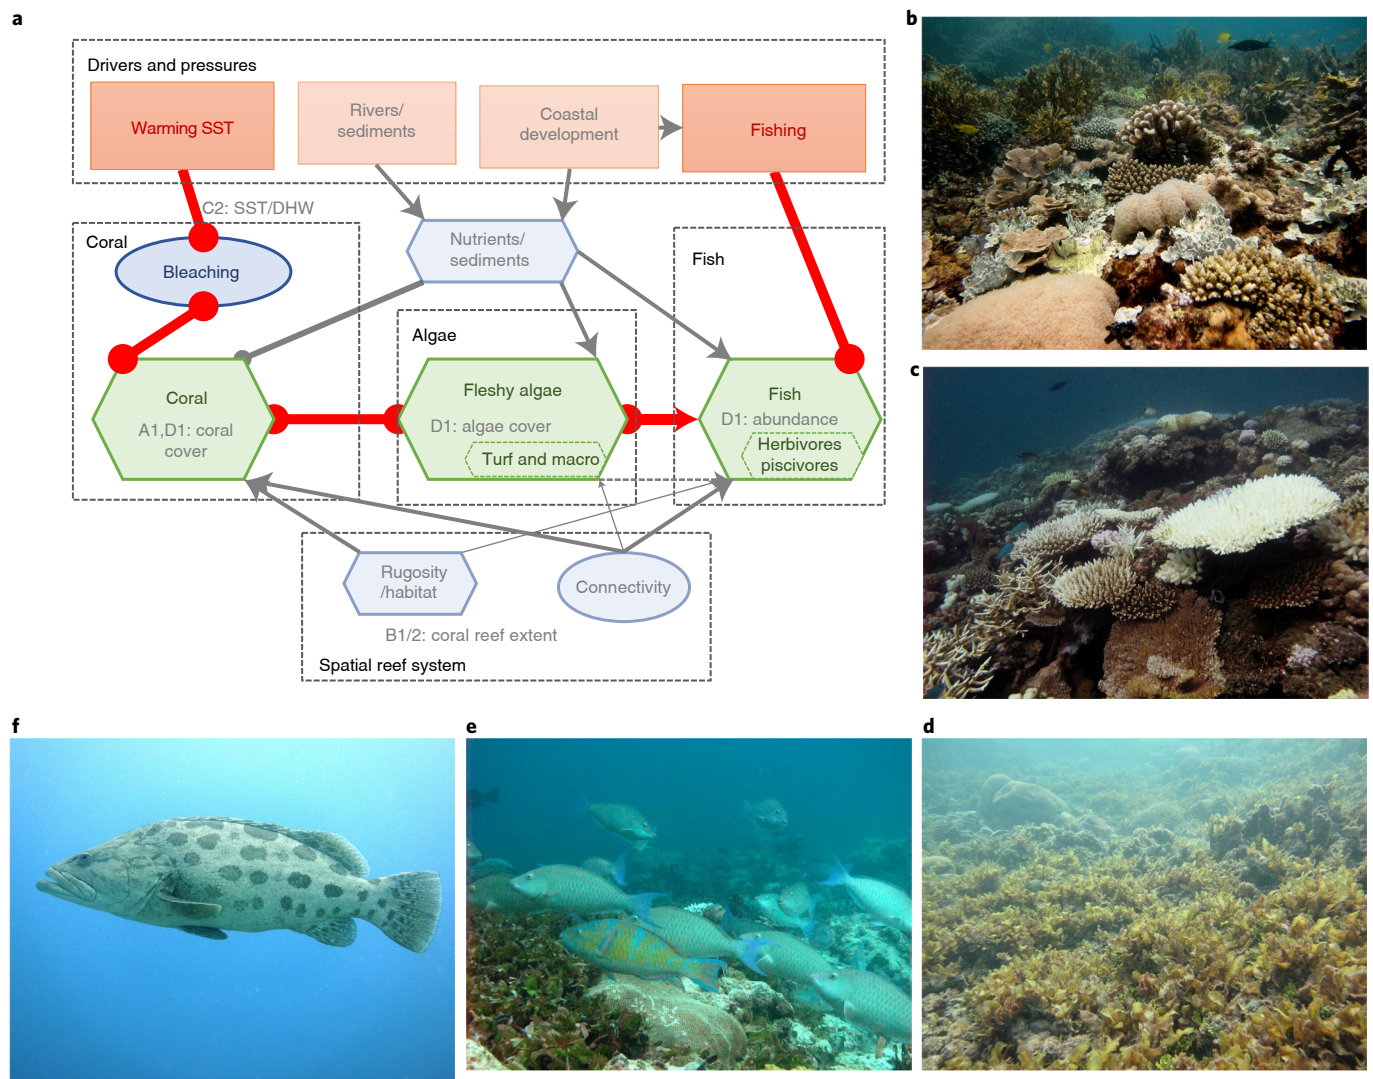 a
Drivers and pressures
Warming SST
Rivers/
sediments
Coastal
development
Fishing
C2: SST/DHW
Coral
Bleaching
Nutrients/
sediments
Fish
Algae
Coral
A1,D1: coral
cover
Fleshy algae
D1: algae cover
Turf and macro
Fish
D1: abundance
Herbivores
piscivores
Rugosity
/habitat
Connectivity
B1/2: coral reef extent
Spatial reef system
b
c
f
e
d